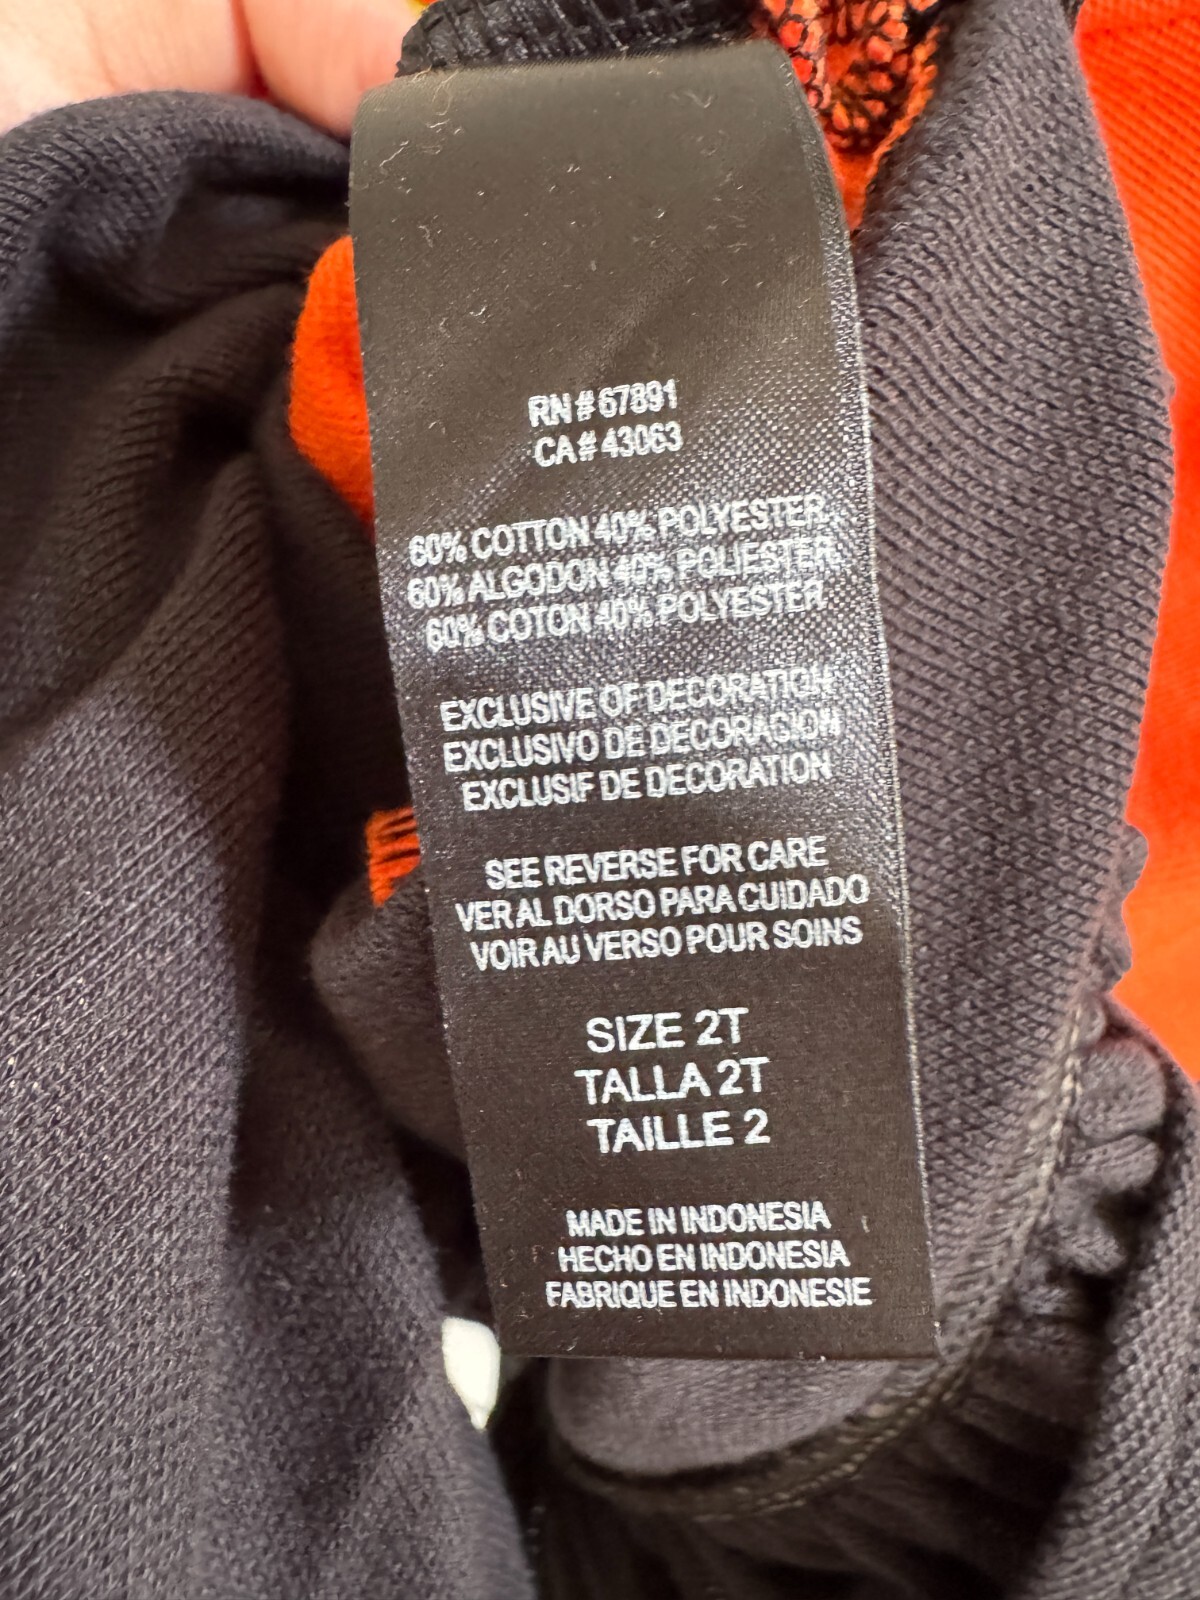 RN # 67891
CA # 43063
60% COTTON 40% POLYESTER
60% ALGODON 40% POLIESTER
60% COTON 40% POLYESTER
EXCLUSIVE OF DECORATION
EXCLUSIVO DE DECORAGION
EXCLUSIF DE DECORATION
SEE REVERSE FOR CARE
VER AL DORSO PARA CUIDADO
VOIR AU VERSO POUR SOINS
SIZE 2T
TALLA 2T
TAILLE 2
MADE IN INDONESIA
HECHO EN INDONESIA
FABRIQUE EN INDONESIE